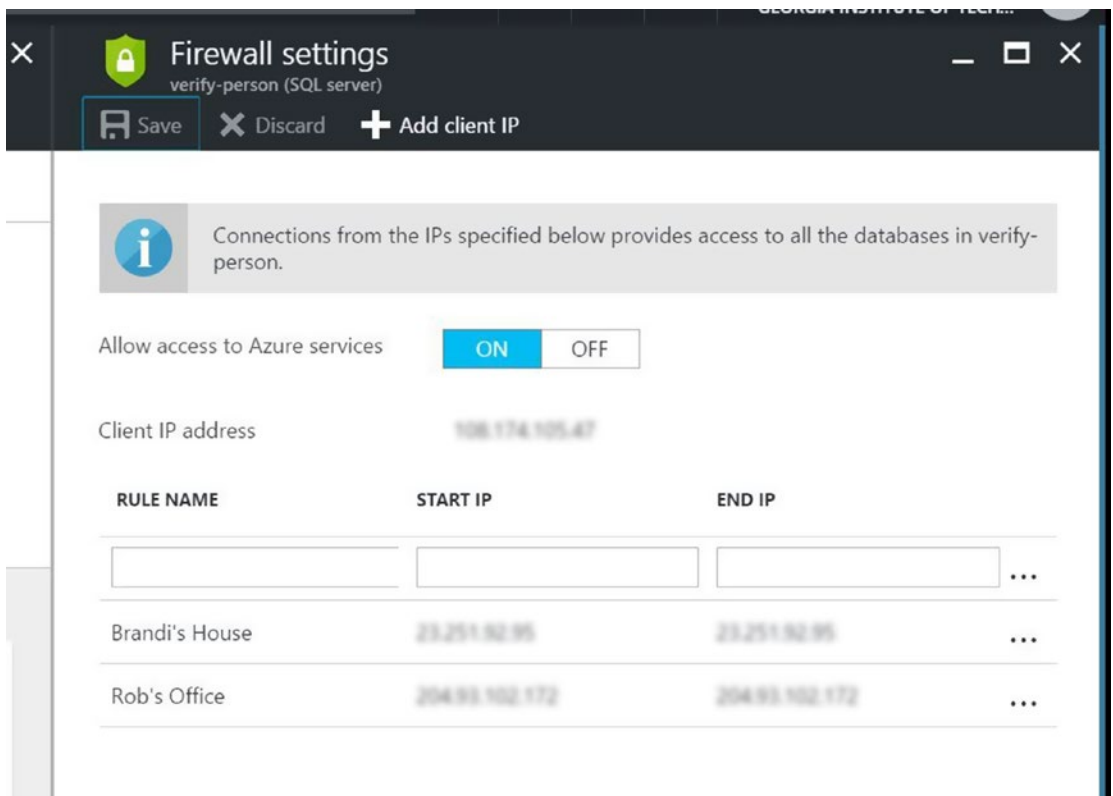 Firewall settings
verify-person (SQL server)
Save Discard Add client IP
Connections from the IPs specified below provides access to all the databases in verify-
person.
Allow access to Azure services ON OFF
Client IP address
RULE NAME START IP END IP
Brandi's House
Rob's Office